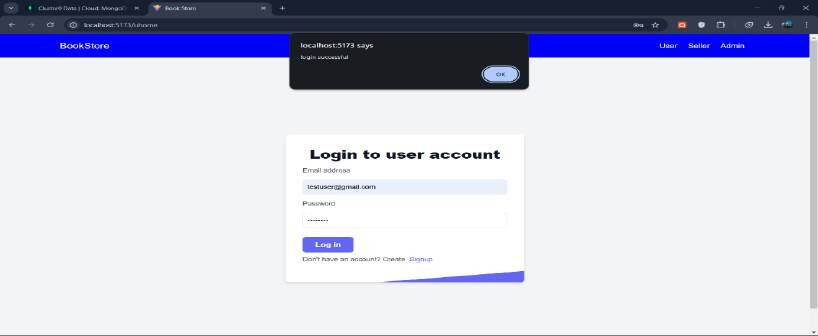 Cluster0 Data | Cloud: MongoD
Book Store
localhost:5173/uhome
BookStore
User Seller Admin
localhost:5173 says
login successful
OK
Login to user account
Email address
testuser@gmail.com
Password
Log in
Don't have an account? Create Signup